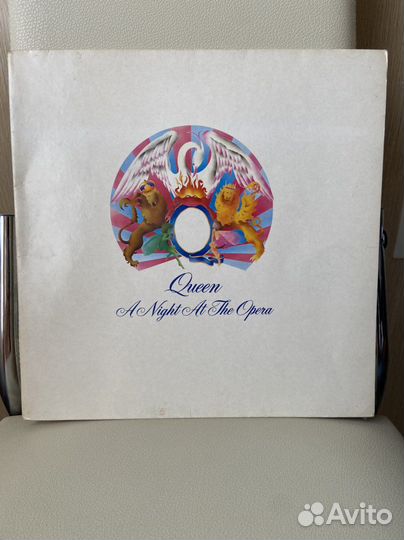 Queen
A Night At The Opera
Avito